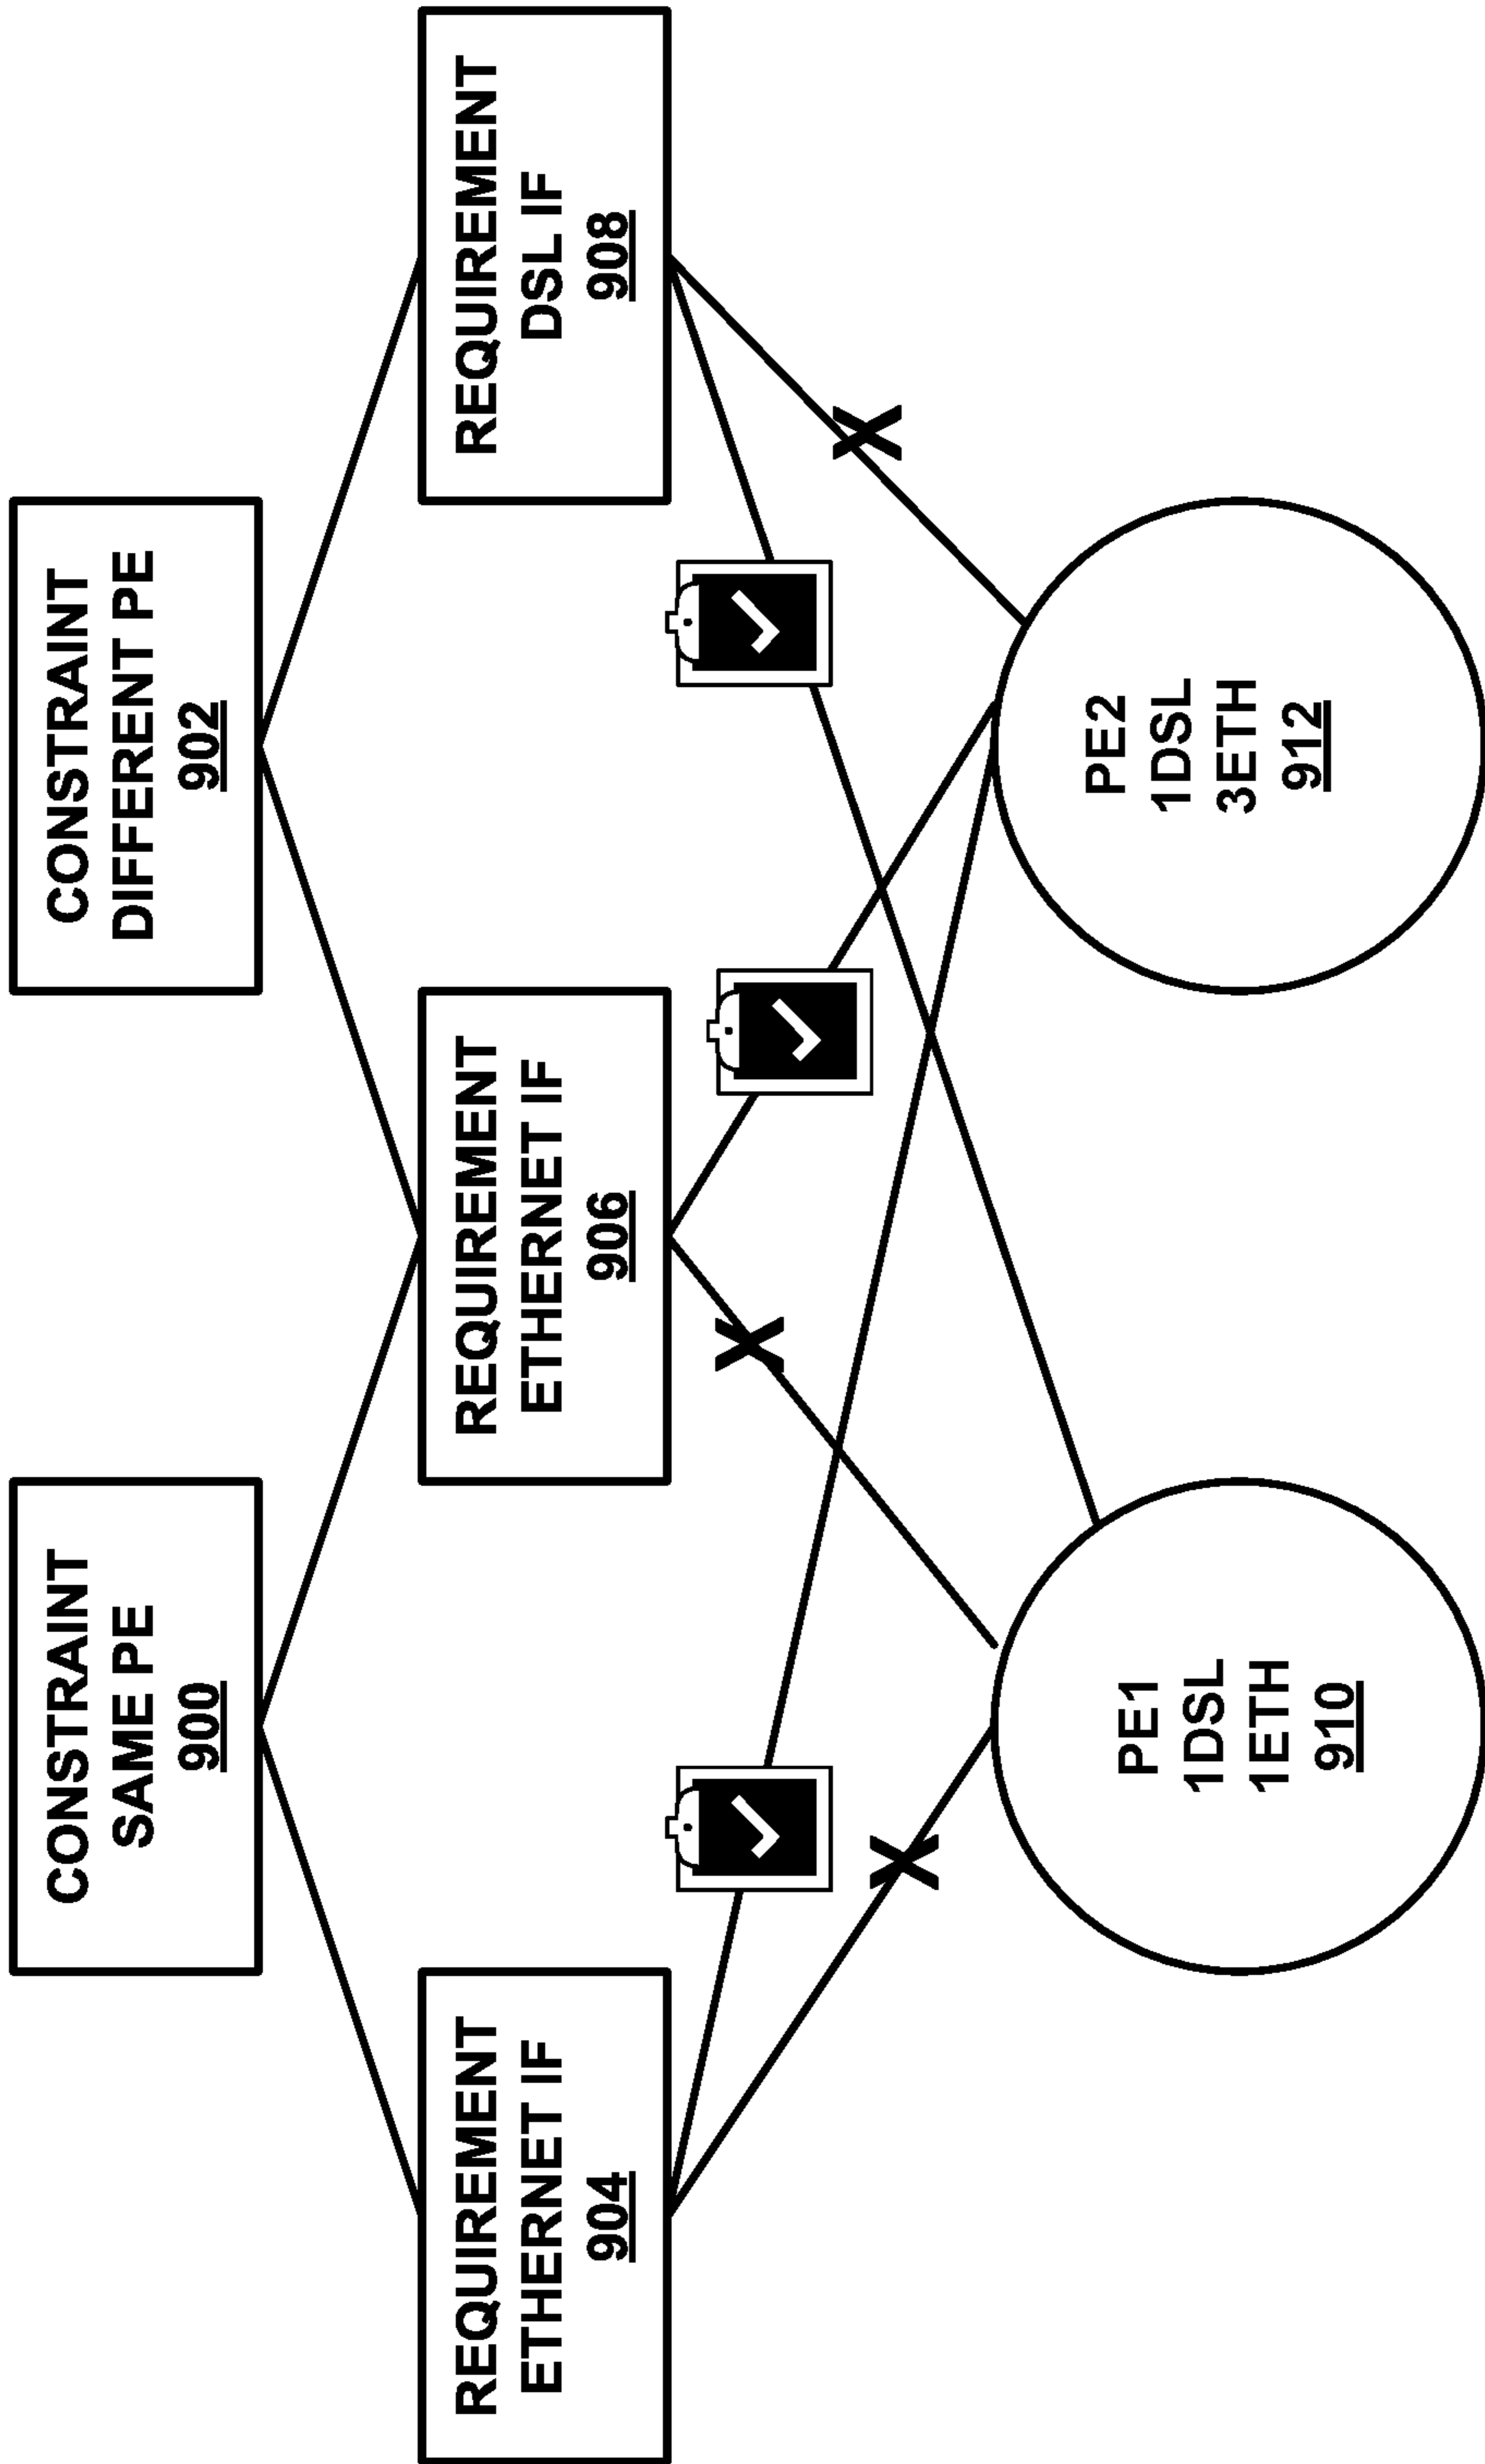 CONSTRAINT
SAME PE
900
CONSTRAINT
DIFFERENT PE
902
REQUIREMENT
ETHERNET IF
904
REQUIREMENT
ETHERNET IF
906
REQUIREMENT
DSL IF
908
X
X
X
PE1
1DSL
1ETH
910
PE2
1DSL
3ETH
912